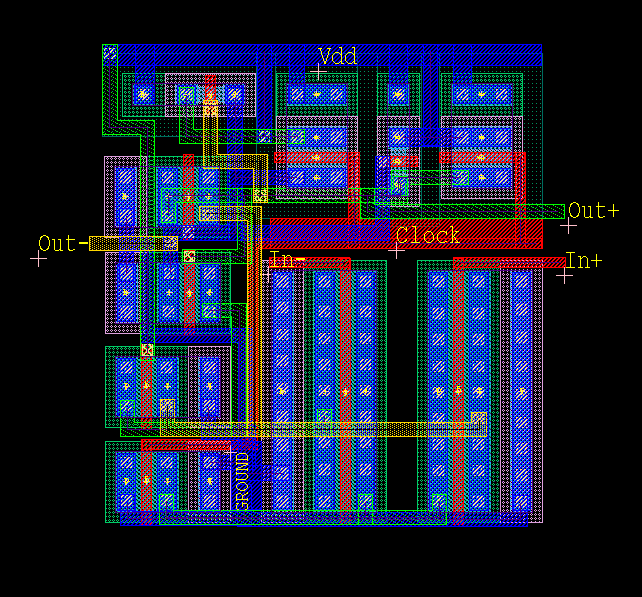 Vdd
Out+
Clock
Out-
In-
In+
GROUND